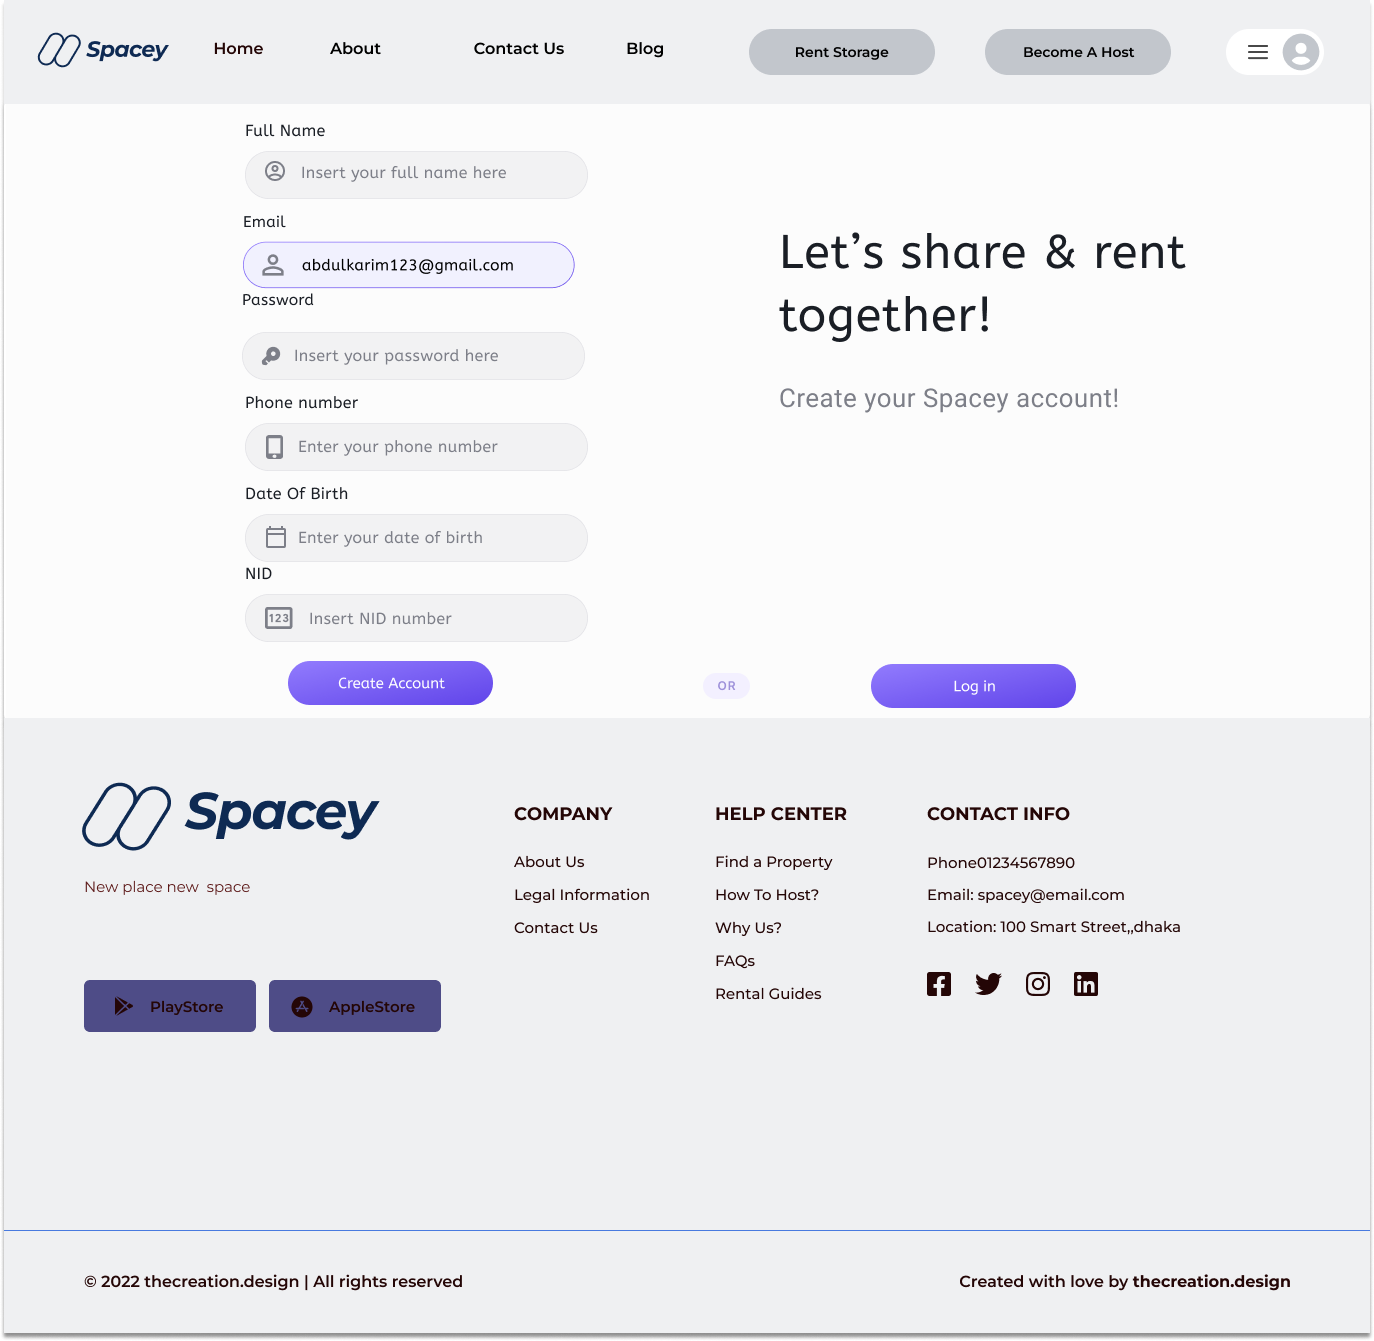 Spacey
Home
About
Contact Us
Blog
Rent Storage
Become A Host
Full Name
Insert your full name here
Email
abdulkarim123@gmail.com
Password
Insert your password here
Phone number
Enter your phone number
Date Of Birth
Enter your date of birth
NID
123
Insert NID number
Create Account
Let’s share & rent
together!
Create your Spacey account!
OR
Log in
Spacey
New place new  space
PlayStore
AppleStore
COMPANY
About Us
Legal Information
Contact Us
HELP CENTER
Find a Property
How To Host?
Why Us?
FAQs
Rental Guides
CONTACT INFO
Phone01234567890
Email: spacey@email.com
Location: 100 Smart Street,,dhaka
© 2022 thecreation.design | All rights reserved
Created with love by thecreation.design